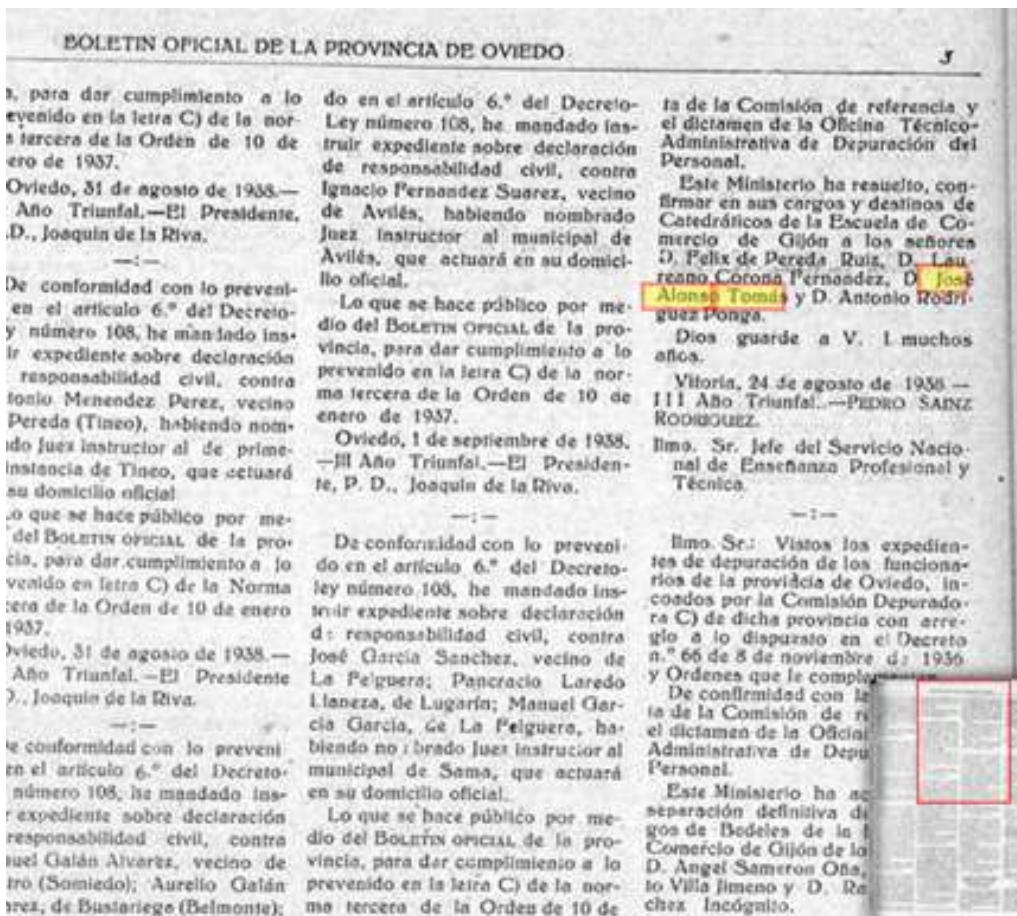 BOLETIN OFICIAL DE LA PROVINCIA DE OVIEDO
3
, para dar cumplimiento a lo
evenido en la letra C) de la nor-
a tercera de la Orden de 10 de
ero de 1937.
Oviedo, 31 de agosto de 1938.—
Año Triunfal.—El Presidente,
.D., Joaquin de la Riva.
—:—
De conformidad con lo preveni-
en el artículo 6.º del Decreto-
y número 108, he mandado ins-
ir expediente sobre declaración
responsabilidad civil, contra
tonio Menendez Perez, vecino
Pereda (Tineo), habiendo nom-
do Juez instructor al de prime-
instancia de Tineo, que actuará
su domicilio oficial
o que se hace público por me-
del BOLETIN OFICIAL de la pro-
cia, para dar cumplimiento a lo
venido en letra C) de la Norma
cera de la Orden de 10 de enero
1937.
Oviedo, 31 de agosto de 1938.—
Año Triunfal.—El Presidente
D., Joaquin de la Riva.
—:—
e conformidad con lo preveni
en el artículo 6.º del Decreto-
número 108, he mandado ins-
r expediente sobre declaración
responsabilidad civil, contra
uel Galán Alvarez, vecino de
tro (Somiedo); Aurelio Galán
arez, de Bustariega (Belmonte);
do en el artículo 6.º del Decreto-
Ley número 108, he mandado ins-
truir expediente sobre declaración
de responsabilidad civil, contra
Ignacio Fernandez Suarez, vecino
de Avilés, habiendo nombrado
Juez Instructor al municipal de
Avilés, que actuará en su domici-
lio oficial.
Lo que se hace público por me-
dio del BOLETIN OFICIAL de la pro-
vincia, para dar cumplimiento a lo
prevenido en la letra C) de la nor-
ma tercera de la Orden de 10 de
enero de 1937.
Oviedo, 1 de septiembre de 1938.
—III Año Triunfal.—El Presiden-
te, P. D., Joaquin de la Riva.
—:—
De conformidad con lo preveni-
do en el artículo 6.º del Decreto-
ley número 108, he mandado ins-
truir expediente sobre declaración
de responsabilidad civil, contra
José Garcia Sanchez, vecino de
La Felguera; Pancracio Laredo
Llaneza, de Lugarín; Manuel Gar-
cia Garcia, de La Felguera, ha-
biendo no brado Juez instructor al
municipal de Sama, que actuará
en su domicilio oficial.
Lo que se hace público por me-
dio del BOLETIN OFICIAL de la pro-
vincia, para dar cumplimiento a lo
prevenido en la letra C) de la nor-
ma tercera de la Orden de 10 de
ta de la Comisión de referencia y
el dictamen de la Oficina Técnico-
Administrativa de Depuración del
Personal.
Este Ministerio ha resuelto, con-
firmar en sus cargos y destinos de
Catedráticos de la Escuela de Co-
mercio de Gijón a los señores
D. Felix de Pereda Ruiz, D. Lau-
reano Corona Fernandez, D. José
Alonso Tomás y D. Antonio Rodrí-
guez Ponga.
Dios guarde a V. I. muchos
años.
Vitoria, 24 de agosto de 1938 —
III Año Triunfal.—PEDRO SAINZ
RODRIGUEZ.
Ilmo. Sr. Jefe del Servicio Nacio-
nal de Enseñanza Profesional y
Técnica.
—:—
Ilmo. Sr.: Vistos los expedien-
tes de depuración de los funciona-
rios de la província de Oviedo, in-
coados por la Comisión Depurado-
ra C) de dicha provincia con arre-
glo a lo dispuesto en el Decreto
n.º 66 de 8 de noviembre de 1936
y Ordenes que le complementan.
De confirmidad con la
ta de la Comisión de r
el dictamen de la Oficina
Administrativa de Depu
Personal.
Este Ministerio ha ac
separación definitiva d
gos de Bedeles de la
Comercio de Gijón de lo
D. Angel Sameron Oña,
lo Villa Jimeno y D. Ra
chez Incógnito.